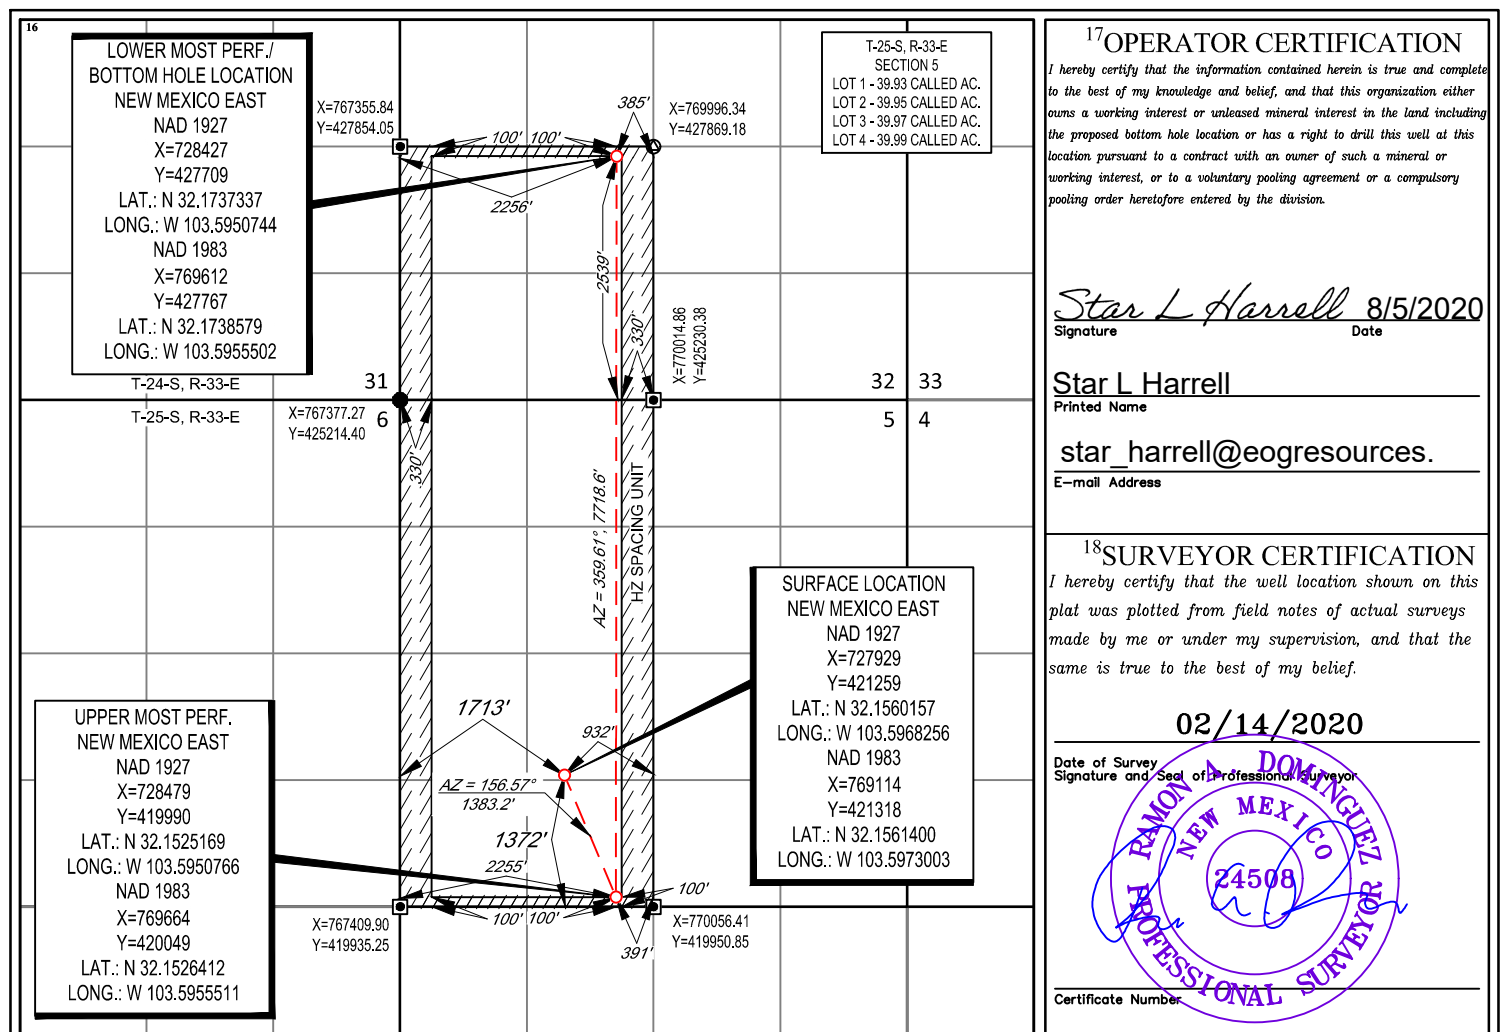 16
LOWER MOST PERF./
BOTTOM HOLE LOCATION
NEW MEXICO EAST
NAD 1927
X=728427
Y=427709
LAT.: N 32.1737337
LONG.: W 103.5950744
NAD 1983
X=769612
Y=427767
LAT.: N 32.1738579
LONG.: W 103.5955502
X=767355.84
Y=427854.05
100' 100'
385'
X=769996.34
Y=427869.18
2256'
T-25-S, R-33-E
SECTION 5
LOT 1 - 39.93 CALLED AC.
LOT 2 - 39.95 CALLED AC.
LOT 3 - 39.97 CALLED AC.
LOT 4 - 39.99 CALLED AC.
2539'
330'
X=770014.86
Y=425230.38
T-24-S, R-33-E
31
32 33
T-25-S, R-33-E
6
5 4
X=767377.27
Y=425214.40
330'
AZ = 359.61°, 7718.6'
HZ SPACING UNIT
SURFACE LOCATION
NEW MEXICO EAST
NAD 1927
X=727929
Y=421259
LAT.: N 32.1560157
LONG.: W 103.5968256
NAD 1983
X=769114
Y=421318
LAT.: N 32.1561400
LONG.: W 103.5973003
1713'
932'
AZ = 156.57°
1383.2'
1372'
2255'
100' 100'
100'
391'
UPPER MOST PERF.
NEW MEXICO EAST
NAD 1927
X=728479
Y=419990
LAT.: N 32.1525169
LONG.: W 103.5950766
NAD 1983
X=769664
Y=420049
LAT.: N 32.1526412
LONG.: W 103.5955511
X=767409.90
Y=419935.25
X=770056.41
Y=419950.85
17OPERATOR CERTIFICATION
I hereby certify that the information contained herein is true and complete
to the best of my knowledge and belief, and that this organization either
owns a working interest or unleased mineral interest in the land including
the proposed bottom hole location or has a right to drill this well at this
location pursuant to a contract with an owner of such a mineral or
working interest, or to a voluntary pooling agreement or a compulsory
pooling order heretofore entered by the division.
Star L Harrell 8/5/2020
Signature Date
Star L Harrell
Printed Name
star_harrell@eogresources.
E-mail Address
18SURVEYOR CERTIFICATION
I hereby certify that the well location shown on this
plat was plotted from field notes of actual surveys
made by me or under my supervision, and that the
same is true to the best of my belief.
02/14/2020
Date of Survey
Signature and Seal of Professional Surveyor
RAMON A. DOMINGUEZ
NEW MEXICO
24508
PROFESSIONAL SURVEYOR
Certificate Number